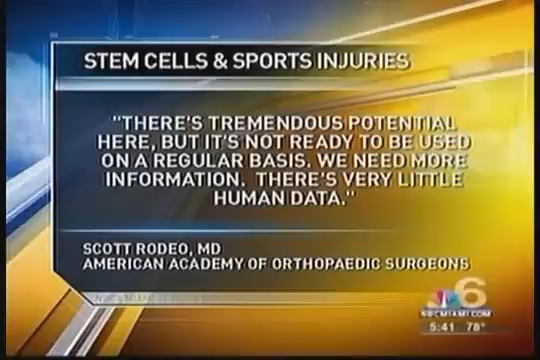 STEM CELLS & SPORTS INJURIES
"THERE'S TREMENDOUS POTENTIAL
HERE, BUT IT'S NOT READY TO BE USED
ON A REGULAR BASIS. WE NEED MORE
INFORMATION. THERE'S VERY LITTLE
HUMAN DATA."
SCOTT RODEO, MD
AMERICAN ACADEMY OF ORTHOPAEDIC SURGEONS
6
NBCMIAMI.COM
5:41 78°